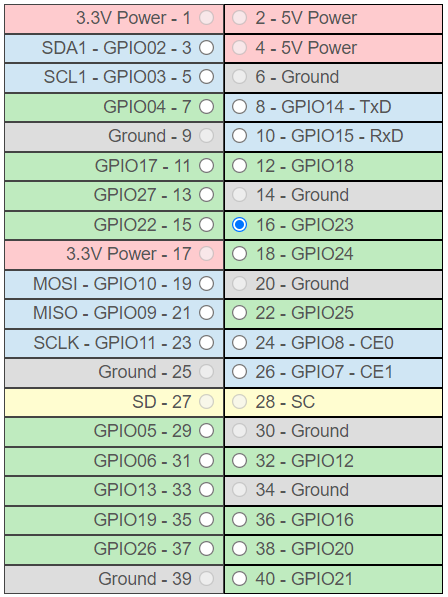 3.3V Power - 1 2 - 5V Power
SDA1 - GPIO02 - 3 4 - 5V Power
SCL1 - GPIO03 - 5 6 - Ground
GPIO04 - 7 8 - GPIO14 - TxD
Ground - 9 10 - GPIO15 - RxD
GPIO17 - 11 12 - GPIO18
GPIO27 - 13 14 - Ground
GPIO22 - 15 16 - GPIO23
3.3V Power - 17 18 - GPIO24
MOSI - GPIO10 - 19 20 - Ground
MISO - GPIO09 - 21 22 - GPIO25
SCLK - GPIO11 - 23 24 - GPIO8 - CE0
Ground - 25 26 - GPIO7 - CE1
SD - 27 28 - SC
GPIO05 - 29 30 - Ground
GPIO06 - 31 32 - GPIO12
GPIO13 - 33 34 - Ground
GPIO19 - 35 36 - GPIO16
GPIO26 - 37 38 - GPIO20
Ground - 39 40 - GPIO21